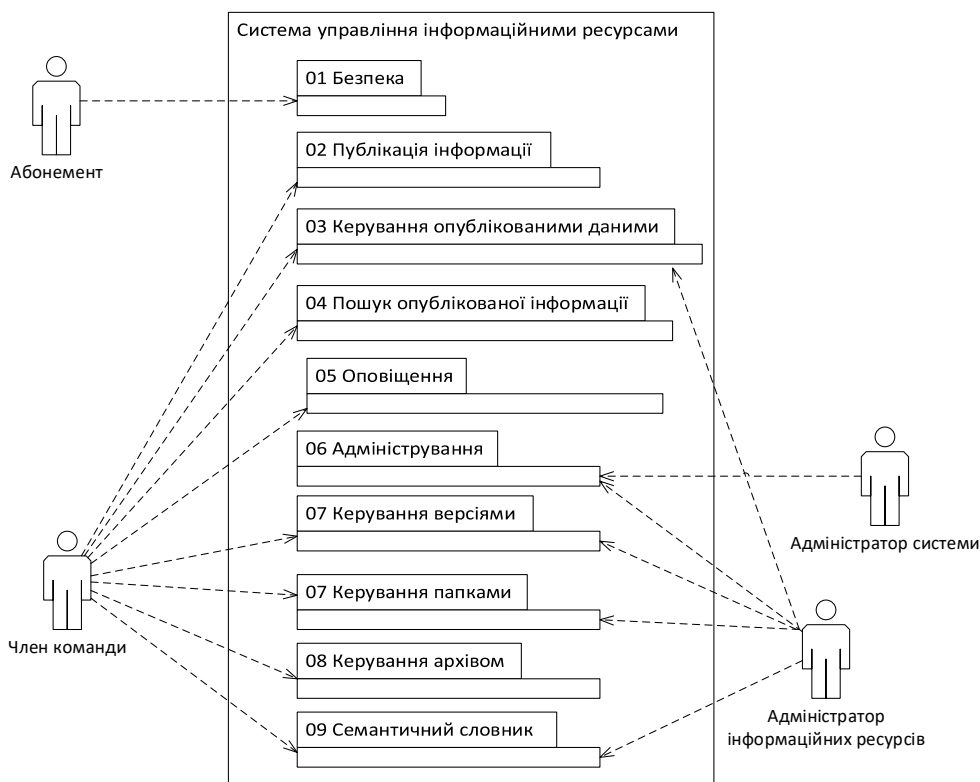 Система управління інформаційними ресурсами
01 Безпека
Абонемент
02 Публікація інформації
03 Керування опублікованими даними
04 Пошук опублікованої інформації
05 Оповіщення
06 Адміністрування
07 Керування версіями
Адміністратор системи
07 Керування папками
Член команди
08 Керування архівом
09 Семантичний словник
Адміністратор
інформаційних ресурсів